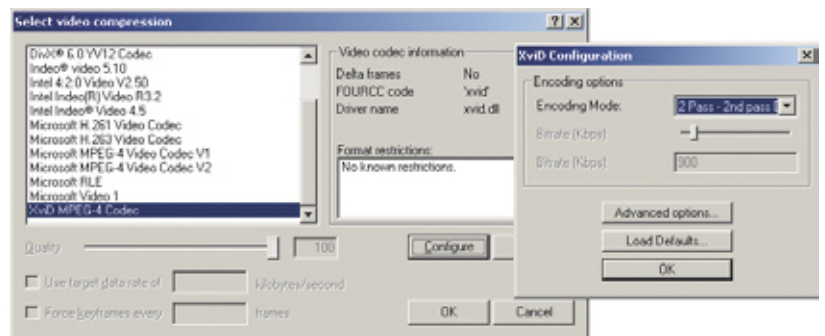 Select video compression
DivX® 6.0 YV12 Codec
Indeo® video 5.10
Intel 4:2:0 Video V2.50
Intel Indeo(R) Video R3.2
Intel Indeo® Video 4.5
Microsoft H.261 Video Codec
Microsoft H.263 Video Codec
Microsoft MPEG-4 Video Codec V1
Microsoft MPEG-4 Video Codec V2
Microsoft RLE
Microsoft Video 1
XviD MPEG-4 Codec
Video codec information
Delta frames No
FOURCC code 'xvid'
Driver name xvid.dll
Format restrictions:
No known restrictions.
Quality 100
Configure
Use target data rate of kilobytes/second
Force keyframes every frames
OK Cancel
XviD Configuration
Encoding options
Encoding Mode: 2 Pass - 2nd pass
Bitrate (Kbps):
Bitrate (Kbps): 900
Advanced options...
Load Defaults...
OK